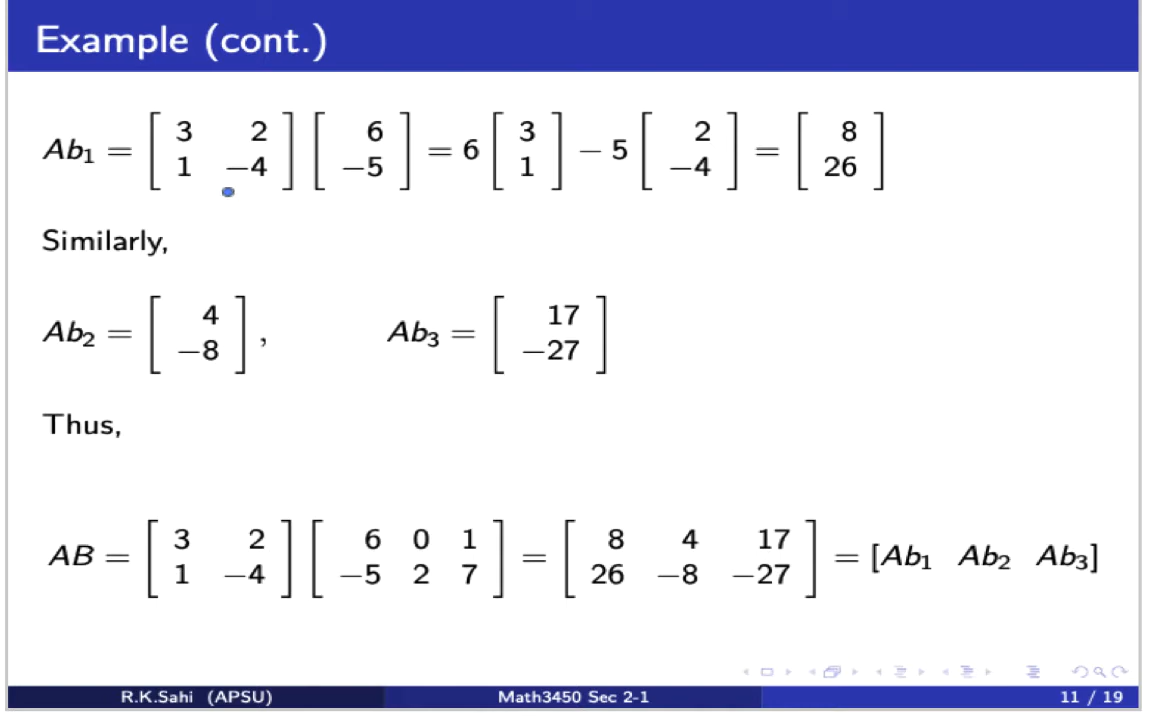 Example (cont.)
Ab₁ = [ 3 2 ; 1 −4 ] [ 6 ; −5 ] = 6 [ 3 ; 1 ] − 5 [ 2 ; −4 ] = [ 8 ; 26 ]
Similarly,
Ab₂ = [ 4 ; −8 ] , Ab₃ = [ 17 ; −27 ]
Thus,
AB = [ 3 2 ; 1 −4 ] [ 6 0 1 ; −5 2 7 ] = [ 8 4 17 ; 26 −8 −27 ] = [Ab₁ Ab₂ Ab₃]
R.K.Sahi (APSU) Math3450 Sec 2-1 11 / 19